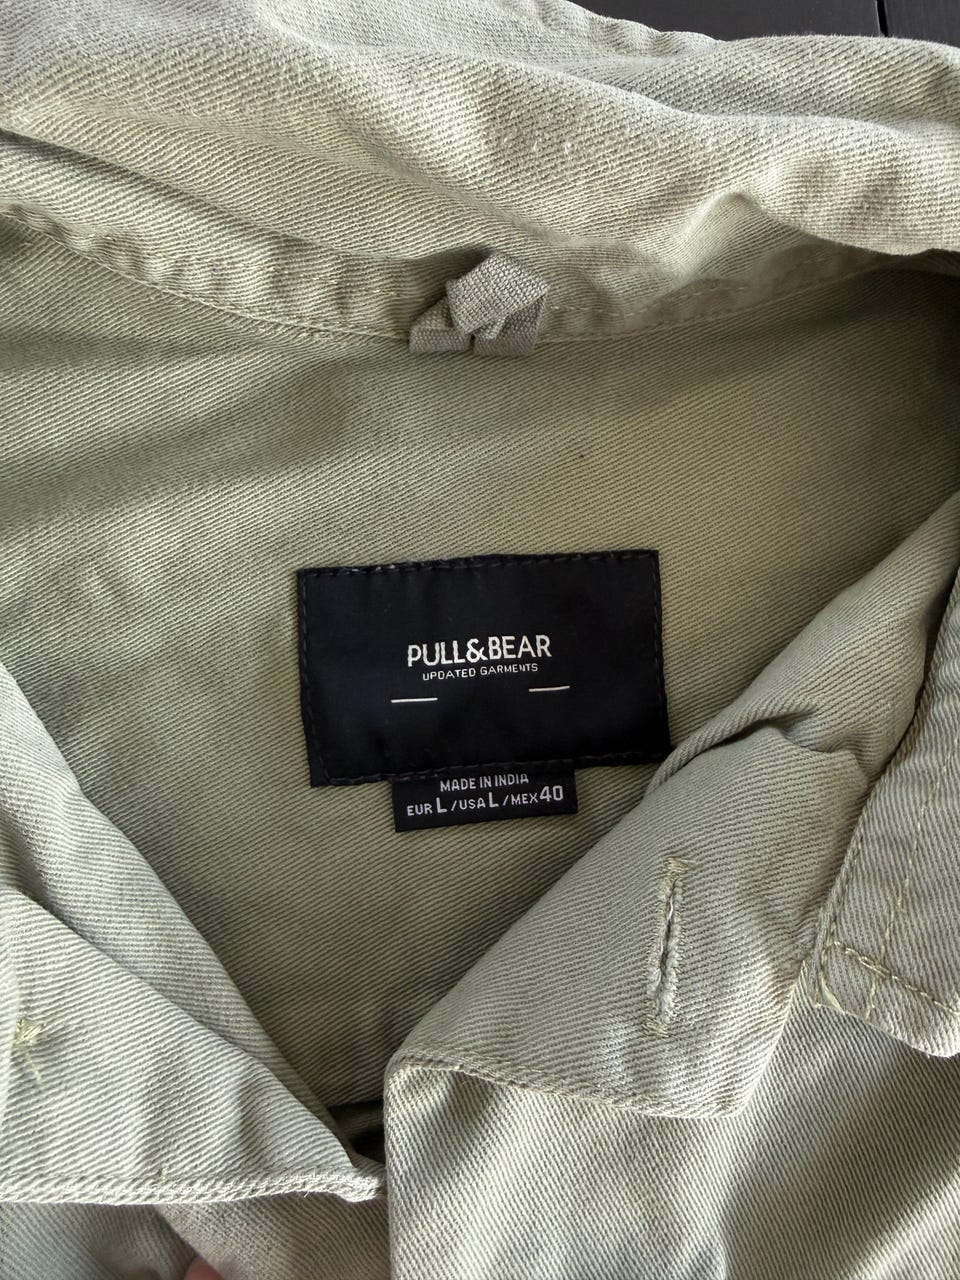 PULL&BEAR
UPDATED GARMENTS
MADE IN INDIA
EUR L / USA L / MEX 40